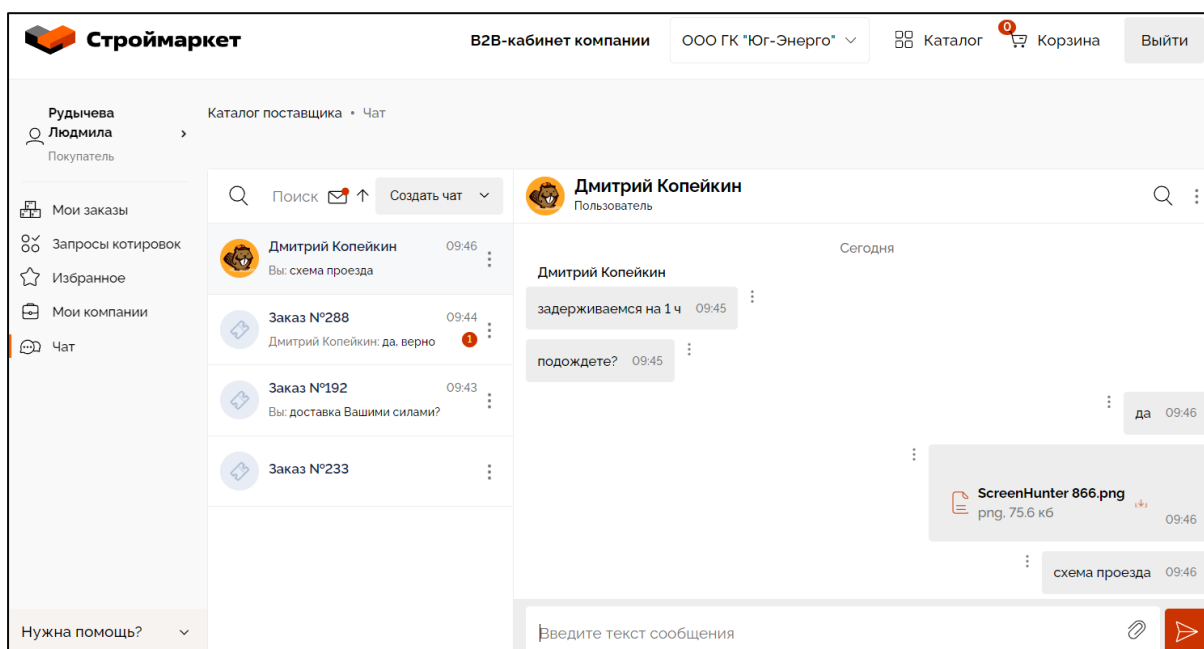 Строймаркет
B2B-кабинет компании
ООО ГК "Юг-Энерго"
Каталог
0
Корзина
Выйти
Рудычева
Людмила
Покупатель
Каталог поставщика • Чат
Мои заказы
Запросы котировок
Избранное
Мои компании
Чат
Нужна помощь?
Поиск
Создать чат
Дмитрий Копейкин 09:46
Вы: схема проезда
Заказ №288 09:44
Дмитрий Копейкин: да, верно 1
Заказ №192 09:43
Вы: доставка Вашими силами?
Заказ №233
Дмитрий Копейкин
Пользователь
Сегодня
Дмитрий Копейкин
задерживаемся на 1 ч 09:45
подождете? 09:45
да 09:46
ScreenHunter 866.png
png, 75.6 кб
09:46
схема проезда 09:46
Введите текст сообщения